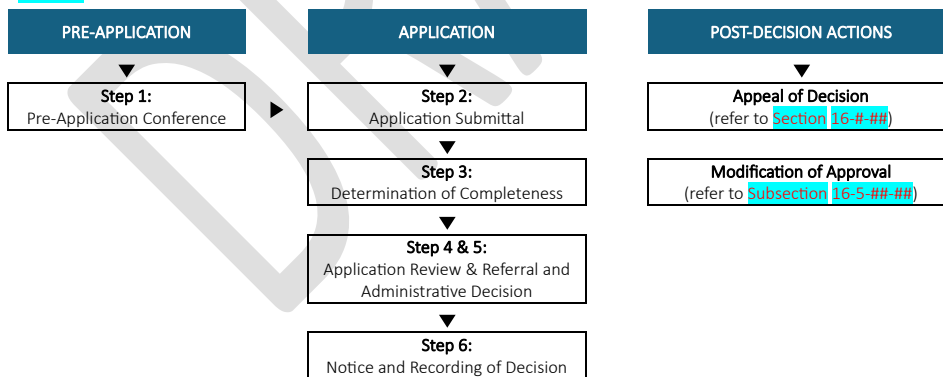 PRE-APPLICATION
Step 1:
Pre-Application Conference
APPLICATION
Step 2:
Application Submittal
Step 3:
Determination of Completeness
Step 4 & 5:
Application Review & Referral and
Administrative Decision
Step 6:
Notice and Recording of Decision
POST-DECISION ACTIONS
Appeal of Decision
(refer to Section 16-#-##)
Modification of Approval
(refer to Subsection 16-5-##-##)